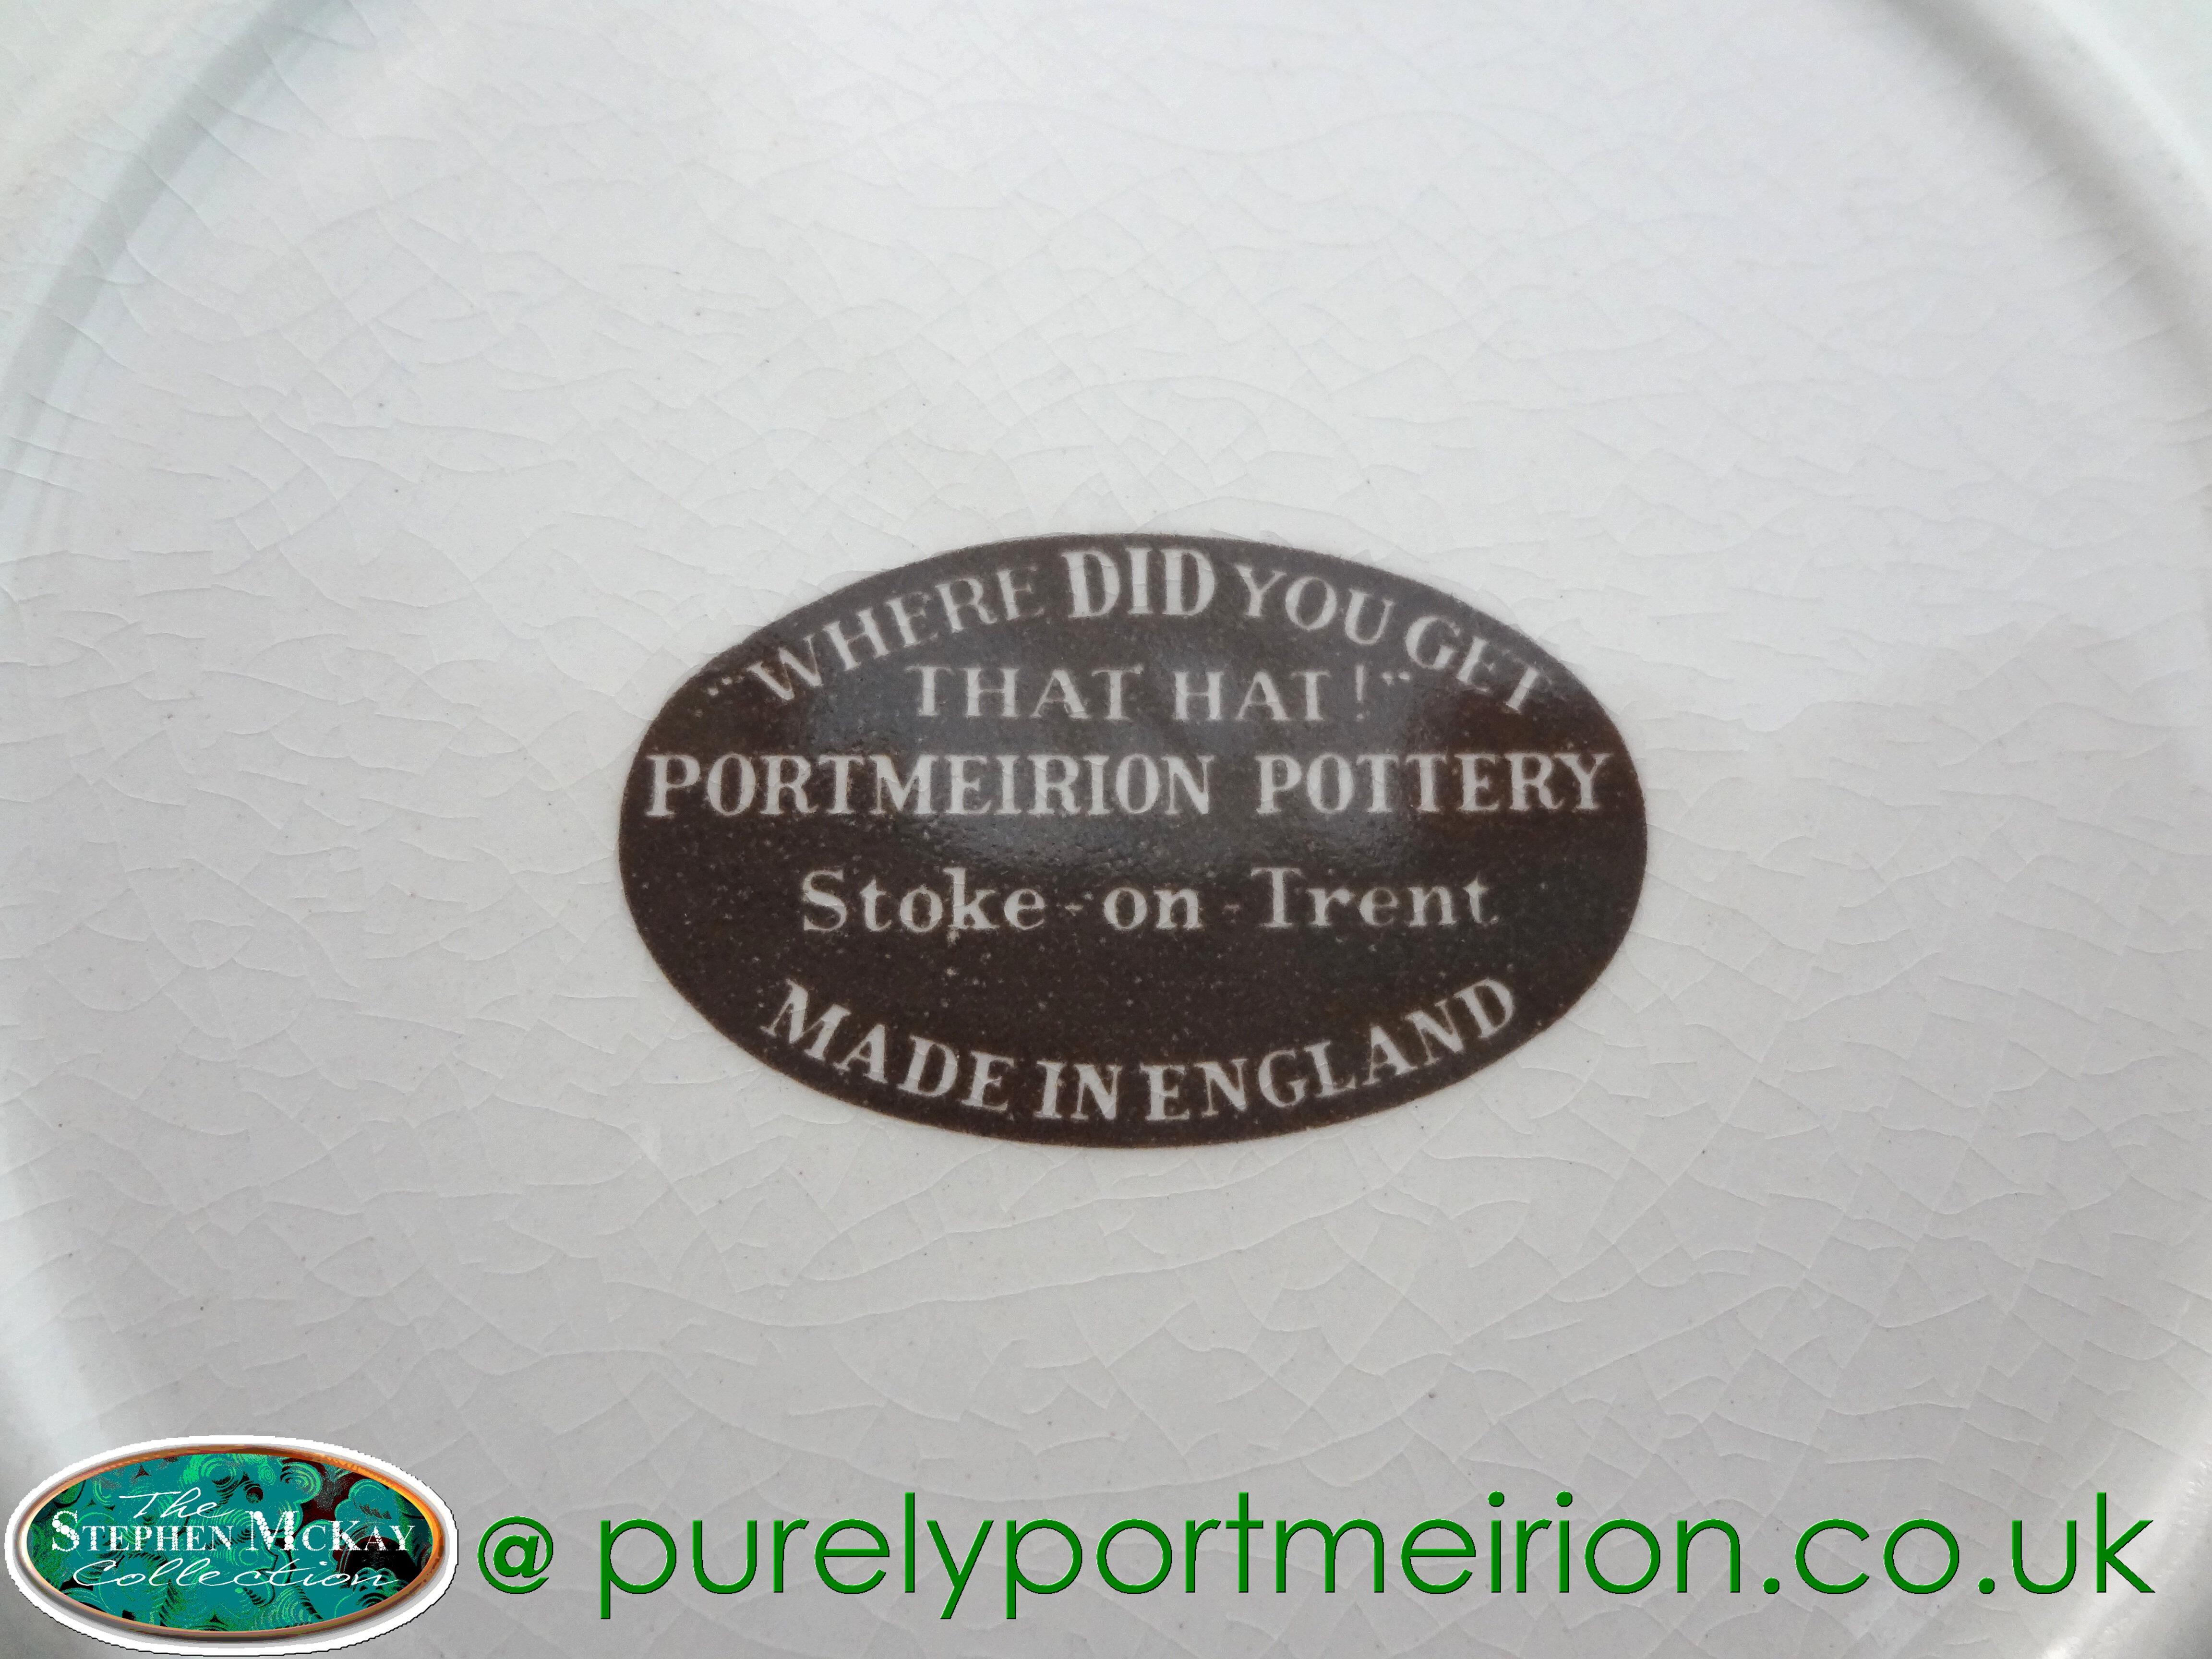 "WHERE DID YOU GET
THAT HAT!"
PORTMEIRION POTTERY
Stoke-on-Trent
MADE IN ENGLAND
The
STEPHEN MCKAY
Collection
@ purelyportmeirion.co.uk